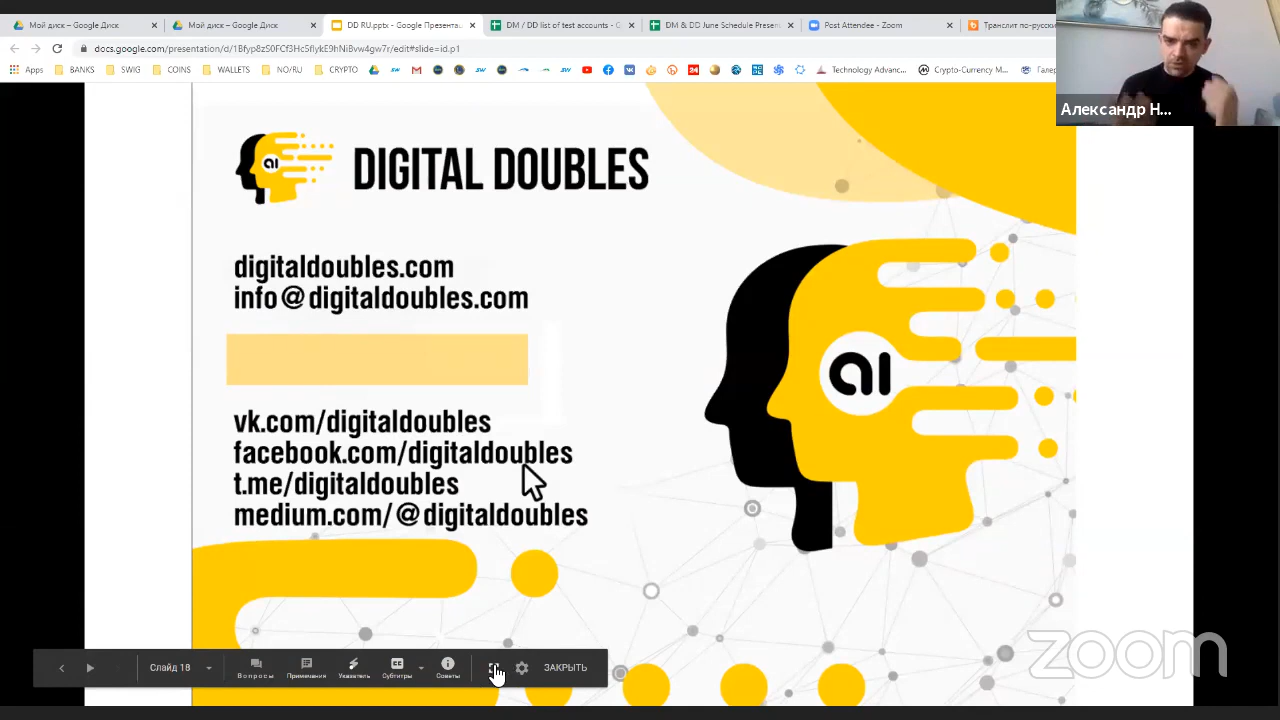 Мой диск – Google Диск
Мой диск – Google Диск
DD RU.pptx - Google Презента
DM / DD list of test accounts - G
DM & DD June Schedule Presen
Post Attendee - Zoom
Транслит по-русски
docs.google.com/presentation/d/
/edit#slide=id.p1
Apps
BANKS
SWIG
COINS
WALLETS
NO/RU
CRYPTO
24
Technology Advanc...
Crypto-Currency M...
Галер
Александр Н...
ai
DIGITAL DOUBLES
digitaldoubles.com
info@digitaldoubles.com
ai
vk.com/digitaldoubles
facebook.com/digitaldoubles
t.me/digitaldoubles
medium.com/@digitaldoubles
Слайд 18
Вопросы
Примечания
Указатель
Субтитры
Советы
ЗАКРЫТЬ
zoom